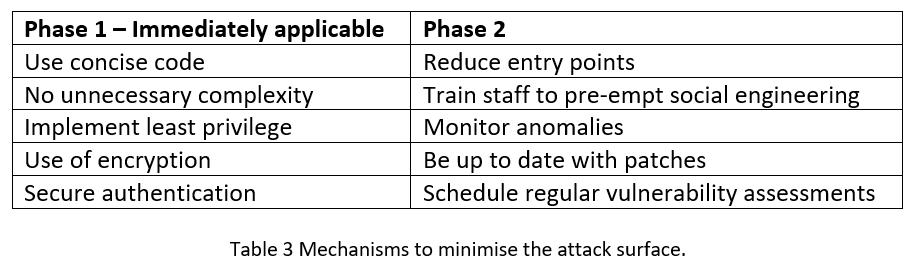 Phase 1 – Immediately applicable Phase 2
Use concise code Reduce entry points
No unnecessary complexity Train staff to pre-empt social engineering
Implement least privilege Monitor anomalies
Use of encryption Be up to date with patches
Secure authentication Schedule regular vulnerability assessments
Table 3 Mechanisms to minimise the attack surface.